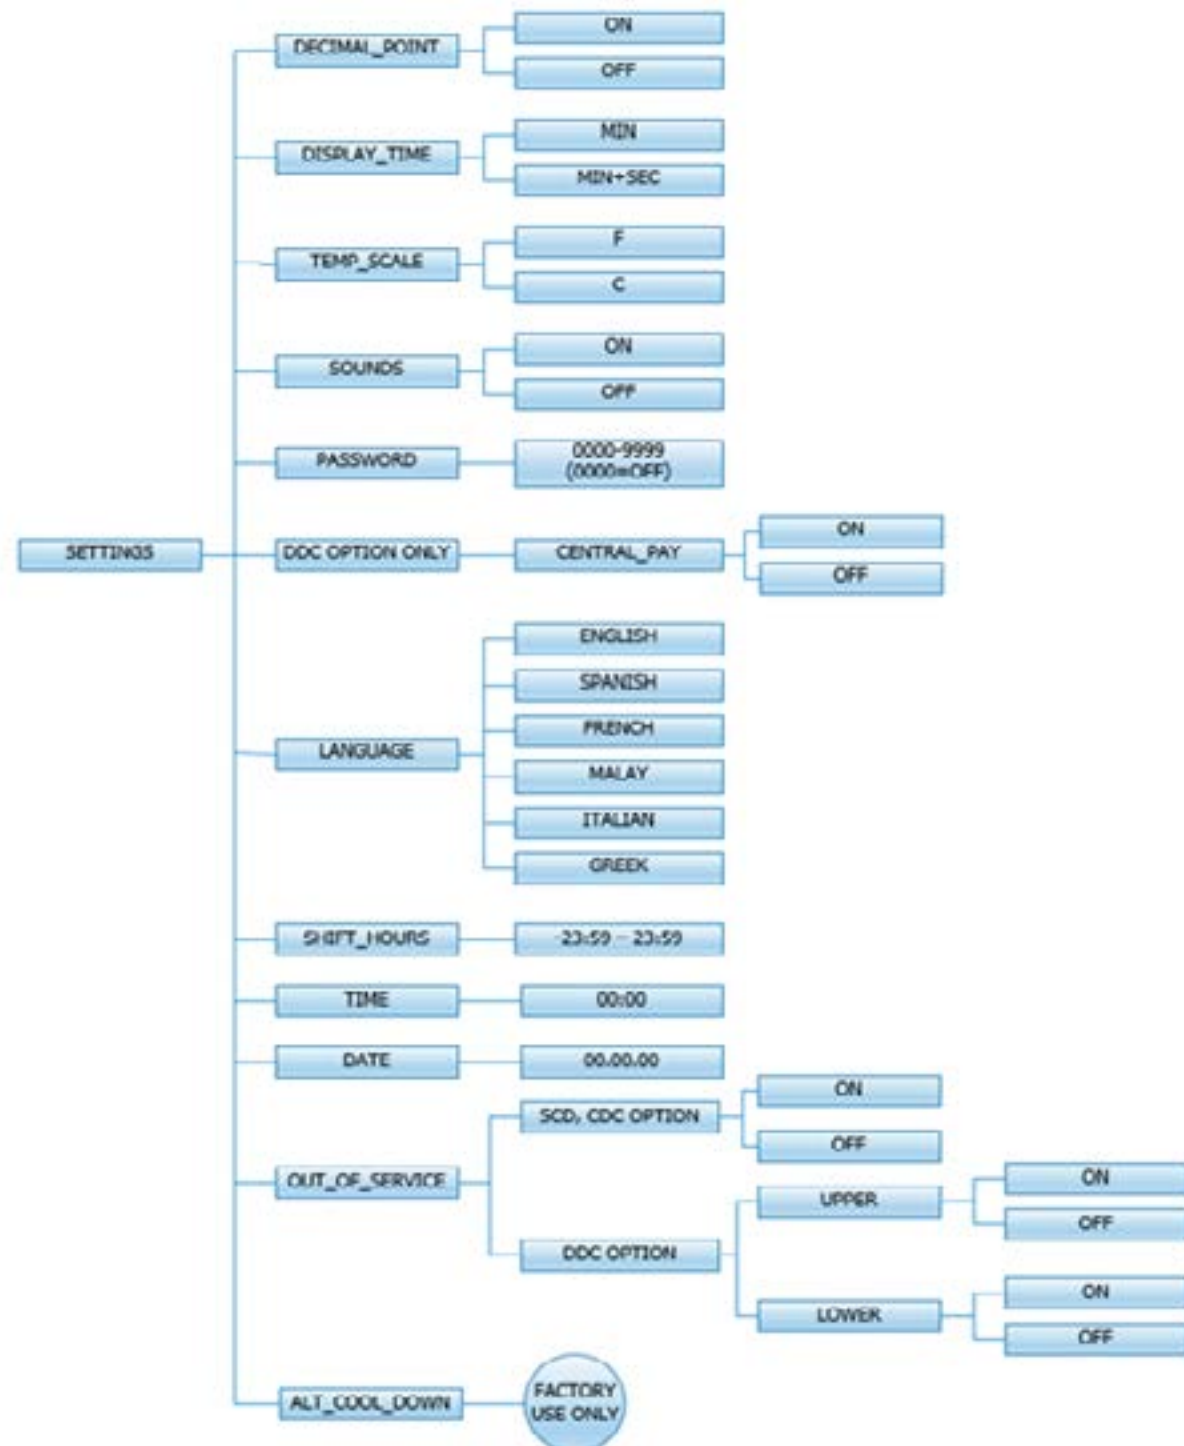 ON
DECIMAL_POINT
OFF
MIN
DISPLAY_TIME
MIN+SEC
F
TEMP_SCALE
C
ON
SOUNDS
OFF
PASSWORD
0000-9999
(0000=OFF)
SETTINGS
DDC OPTION ONLY
CENTRAL_PAY
ON
OFF
ENGLISH
SPANISH
FRENCH
LANGUAGE
MALAY
ITALIAN
GREEK
SHIFT_HOURS
-23:59 – 23:59
TIME
00:00
DATE
00.00.00
SCD, CDC OPTION
ON
OFF
OUT_OF_SERVICE
DDC OPTION
UPPER
ON
OFF
LOWER
ON
OFF
ALT_COOL_DOWN
FACTORY
USE ONLY